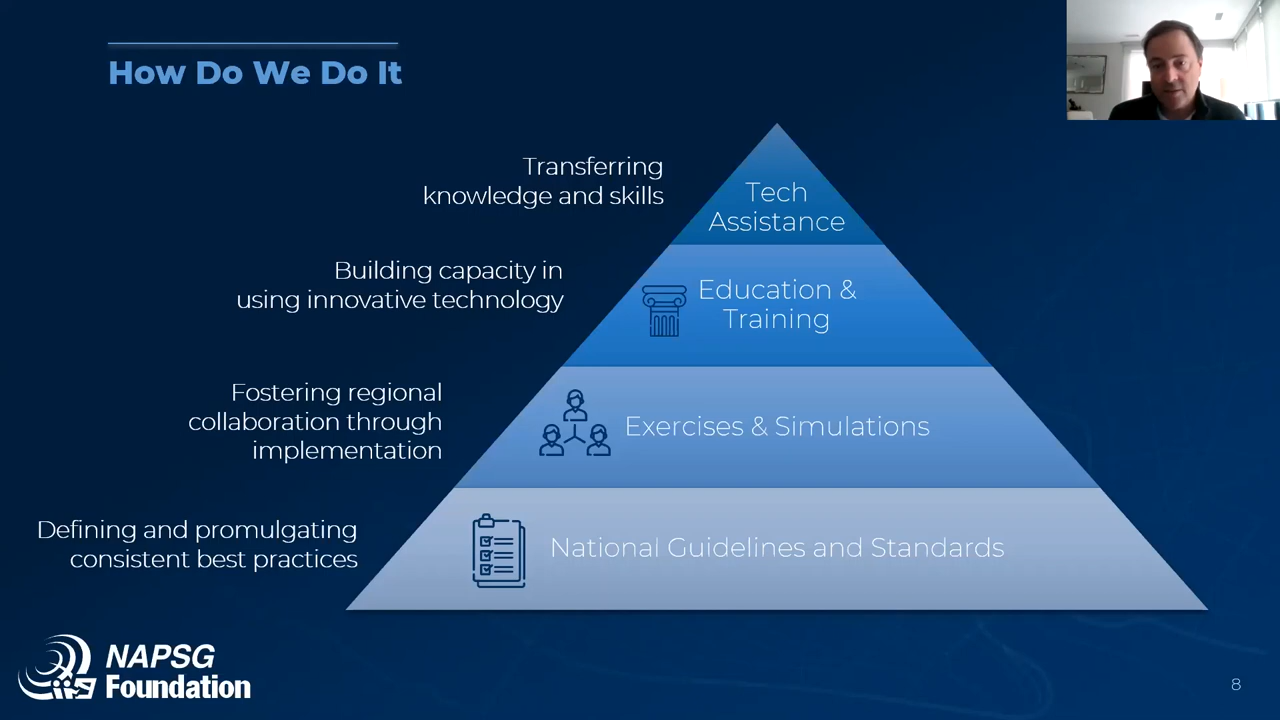 How Do We Do It
Transferring
knowledge and skills
Tech
Assistance
Building capacity in
using innovative technology
Education &
Training
Fostering regional
collaboration through
implementation
Exercises & Simulations
Defining and promulgating
consistent best practices
National Guidelines and Standards
NAPSG
Foundation
8